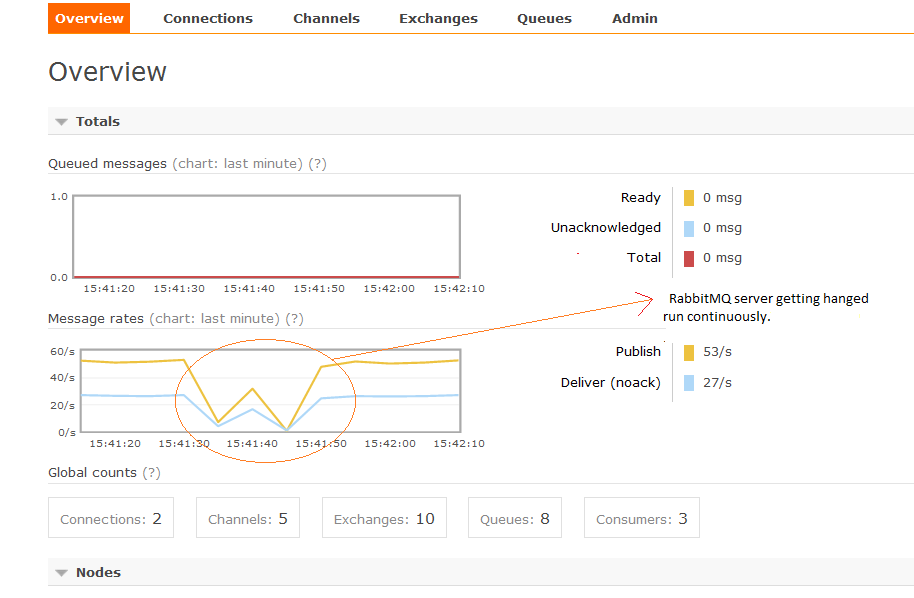 Overview Connections Channels Exchanges Queues Admin
Overview
Totals
Queued messages (chart: last minute) (?)
1.0
0.0
15:41:20 15:41:30 15:41:40 15:41:50 15:42:00 15:42:10
Ready 0 msg
Unacknowledged 0 msg
Total 0 msg
RabbitMQ server getting hanged
run continuously.
Message rates (chart: last minute) (?)
60/s
40/s
20/s
0/s
15:41:20 15:41:30 15:41:40 15:41:50 15:42:00 15:42:10
Publish 53/s
Deliver (noack) 27/s
Global counts (?)
Connections: 2 Channels: 5 Exchanges: 10 Queues: 8 Consumers: 3
Nodes